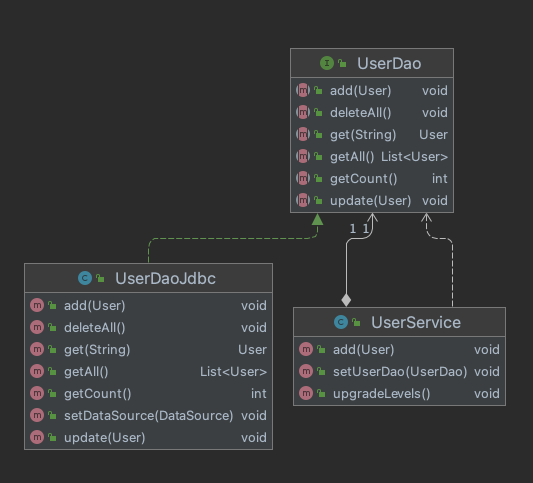 I UserDao
m add(User) void
m deleteAll() void
m get(String) User
m getAll() List<User>
m getCount() int
m update(User) void
1 1
C UserDaoJdbc
m add(User) void
m deleteAll() void
m get(String) User
m getAll() List<User>
m getCount() int
m setDataSource(DataSource) void
m update(User) void
C UserService
m add(User) void
m setUserDao(UserDao) void
m upgradeLevels() void